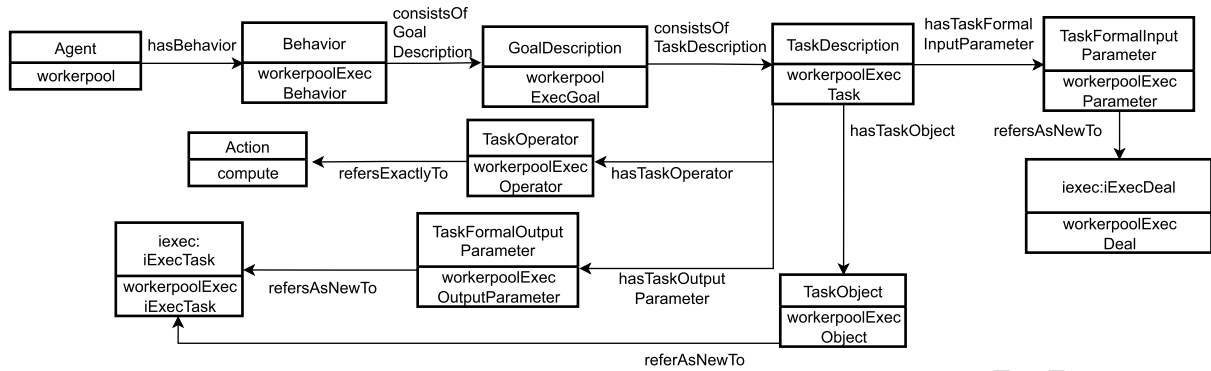 Agent
workerpool
hasBehavior
Behavior
workerpoolExec
Behavior
consistsOf
Goal
Description
GoalDescription
workerpool
ExecGoal
consistsOf
TaskDescription
TaskDescription
workerpoolExec
Task
hasTaskFormal
InputParameter
TaskFormalInput
Parameter
workerpoolExec
Parameter
refersAsNewTo
iexec:iExecDeal
workerpoolExec
Deal
hasTaskObject
Action
compute
refersExactlyTo
TaskOperator
workerpoolExec
Operator
hasTaskOperator
iexec:
iExecTask
workerpoolExec
iExecTask
refersAsNewTo
TaskFormalOutput
Parameter
workerpoolExec
OutputParameter
hasTaskOutput
Parameter
TaskObject
workerpoolExec
Object
referAsNewTo